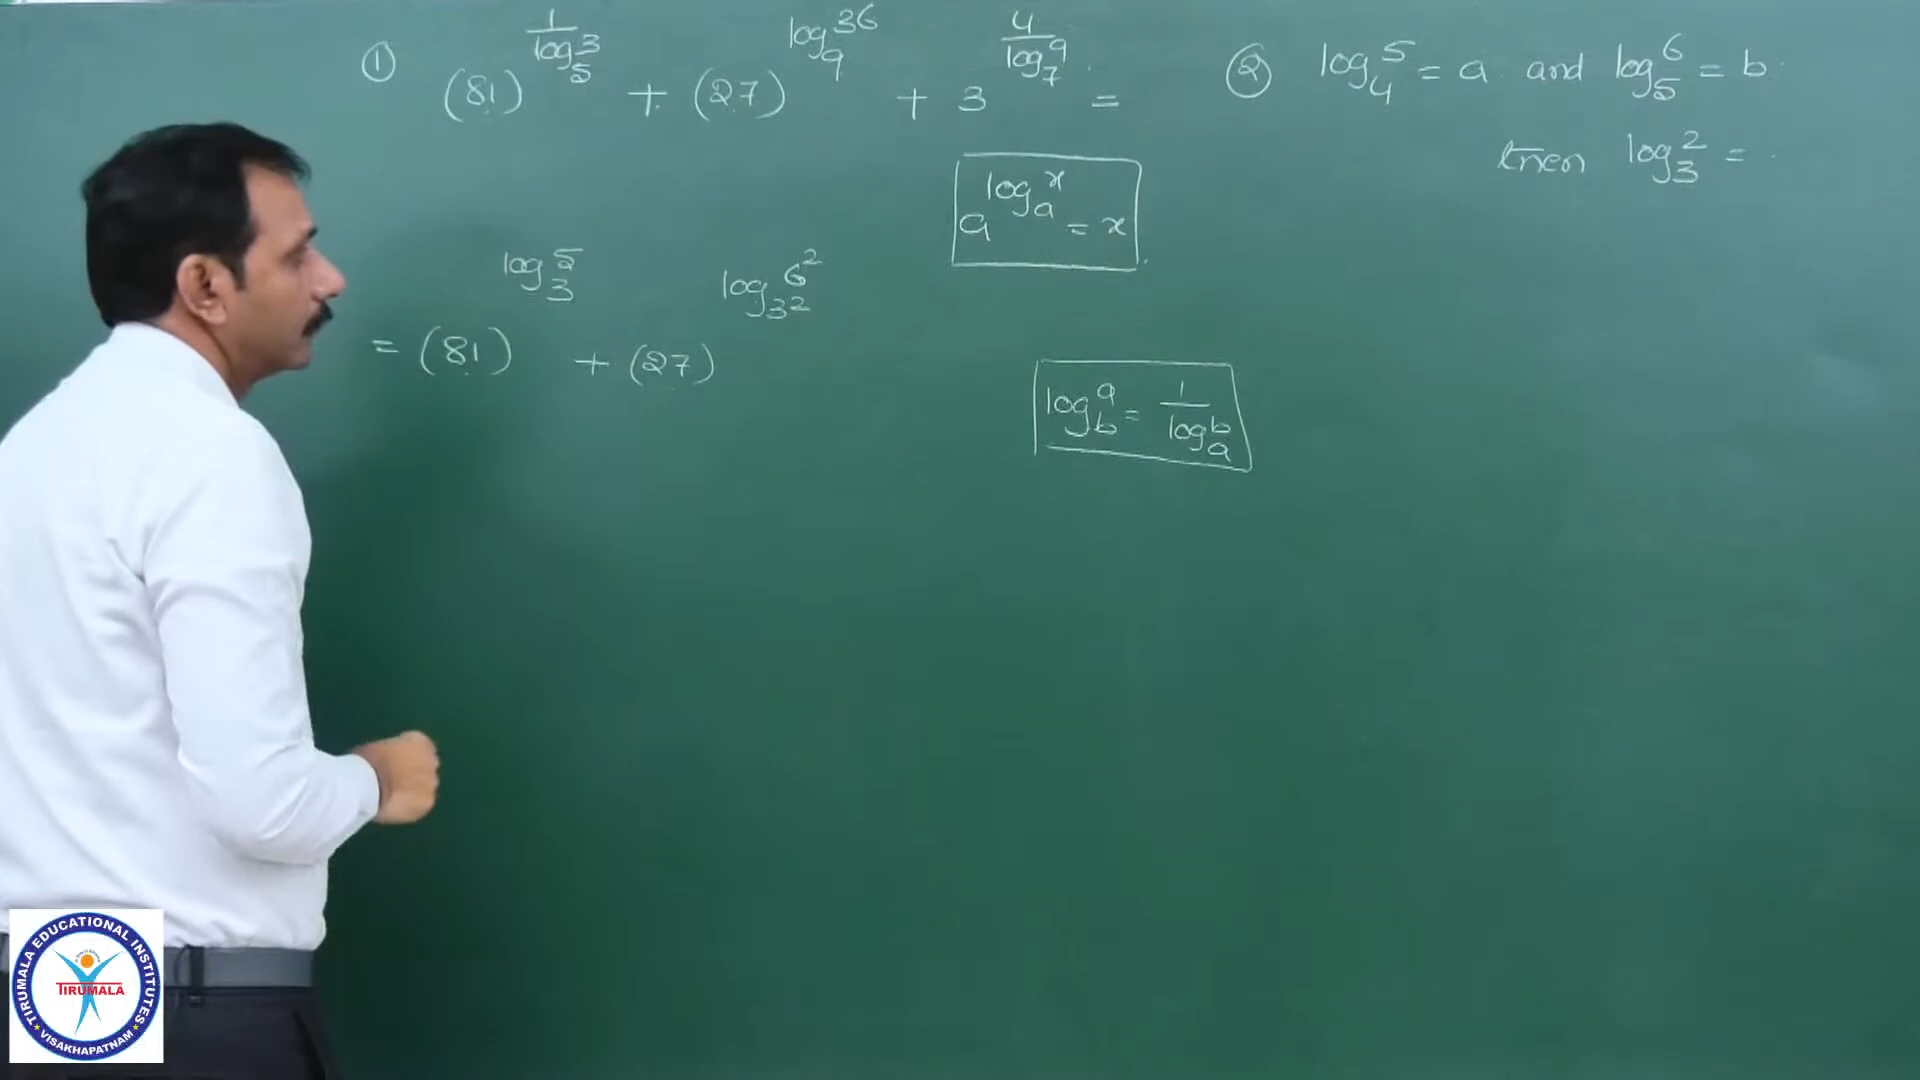 ① (81)^(1/log_5 3) + (27)^(log_9 36) + 3^(4/log_7 9) =
② log_4 5 = a and log_5 6 = b
then log_3 2 =
a^(log_a x) = x
= (81)^(log_3 5) + (27)^(log_{3^2} 6^2)
log_b a = 1/log_a b
TIRUMALA EDUCATIONAL INSTITUTES
TIRUMALA
★ VISAKHAPATNAM ★